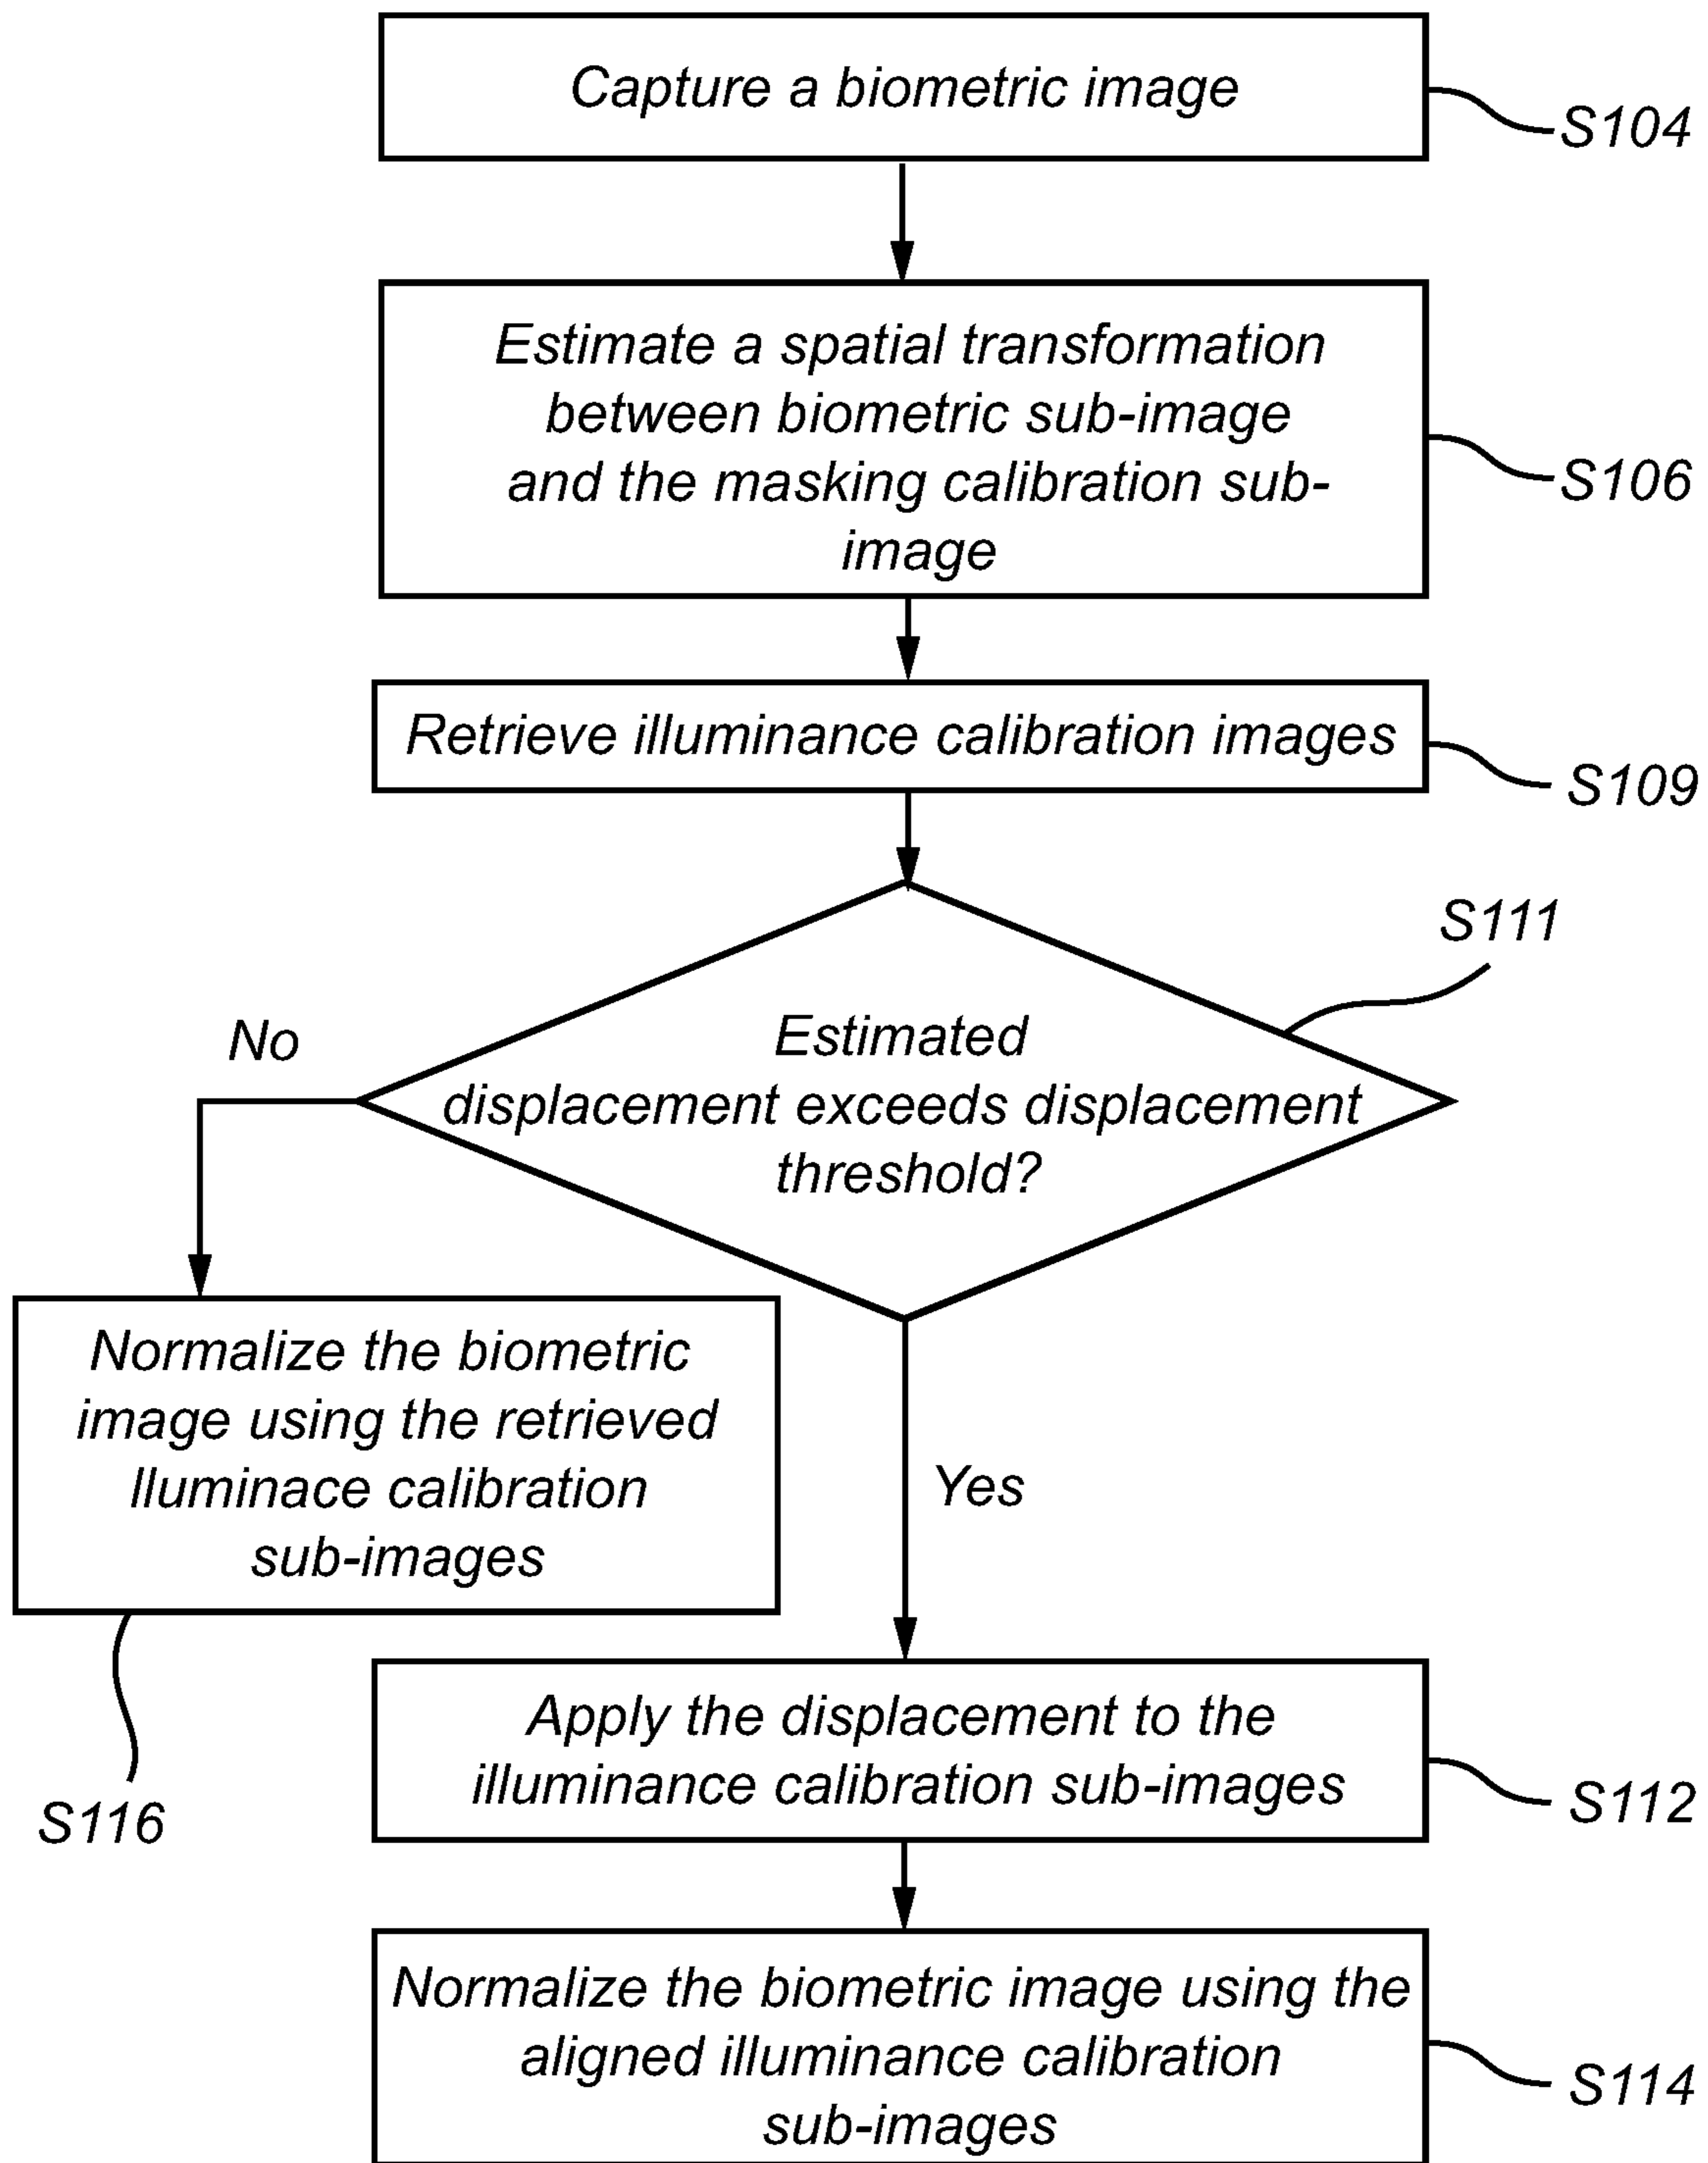 Capture a biometric image
S104
Estimate a spatial transformation
between biometric sub-image
and the masking calibration sub-
image
S106
Retrieve illuminance calibration images
S109
S111
Estimated
displacement exceeds displacement
threshold?
No
Normalize the biometric
image using the retrieved
lluminace calibration
sub-images
S116
Yes
Apply the displacement to the
illuminance calibration sub-images
S112
Normalize the biometric image using the
aligned illuminance calibration
sub-images
S114